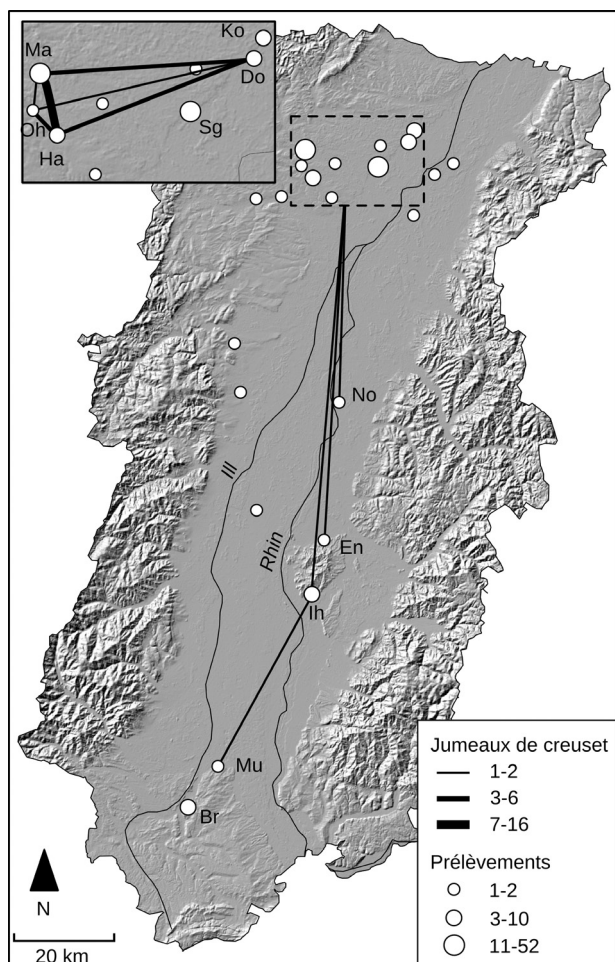 Ko
Ma
Do
Oh
Sg
Ha
No
Ill
Rhin
En
Ih
Mu
Br
N
20 km
Jumeaux de creuset
1-2
3-6
7-16
Prélèvements
1-2
3-10
11-52